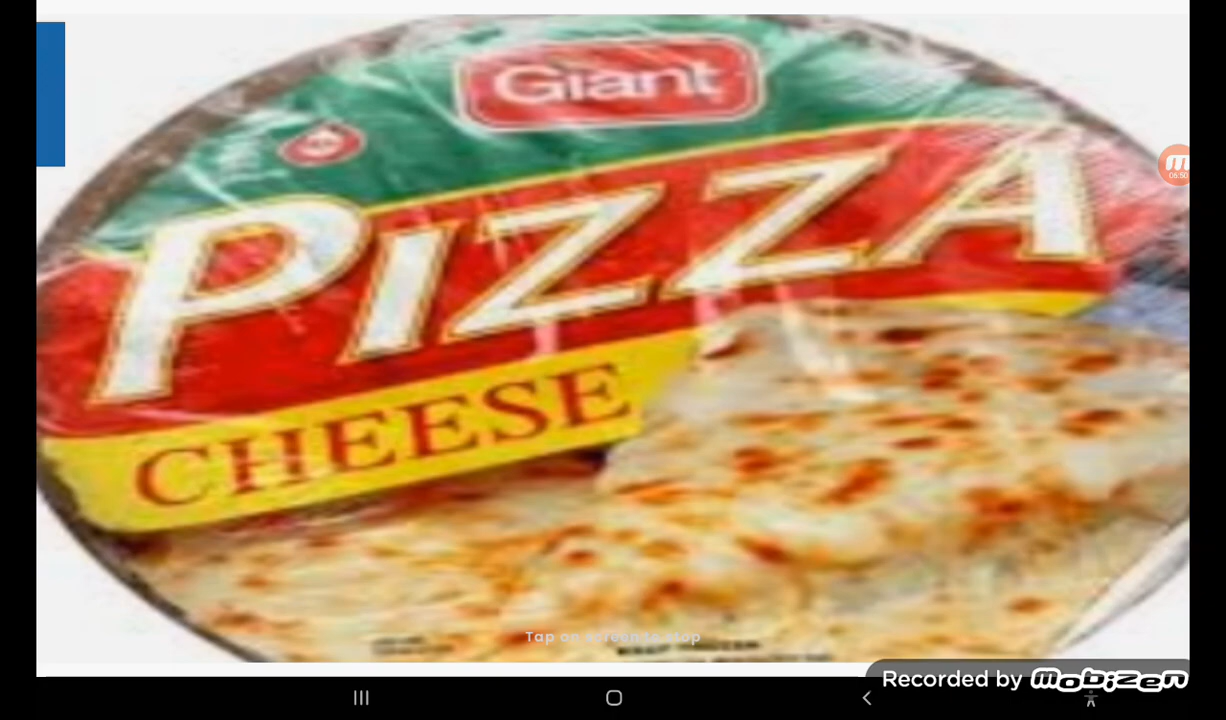 Giant
PIZZA
CHEESE
Tap on screen to stop
Recorded by mobizen